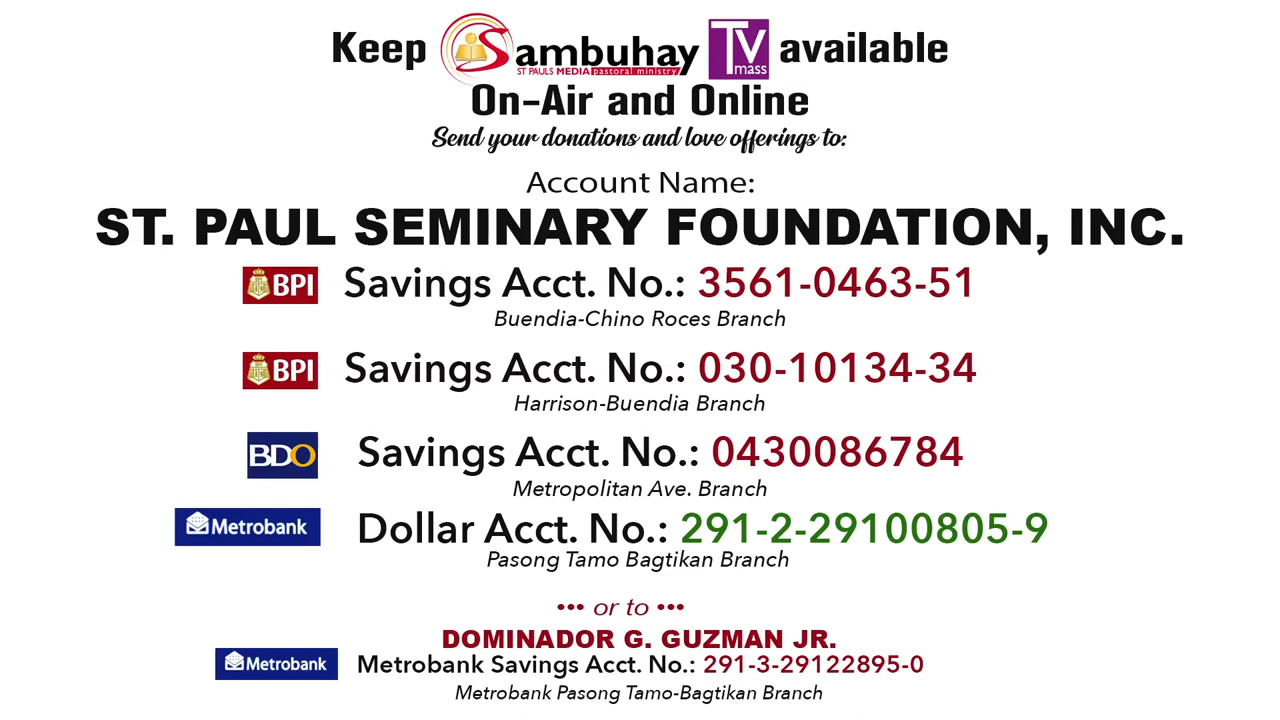 Keep Sambuhay TV mass available
ST PAULS MEDIA pastoral ministry
On-Air and Online
Send your donations and love offerings to:
Account Name:
ST. PAUL SEMINARY FOUNDATION, INC.
BPI Savings Acct. No.: 3561-0463-51
Buendia-Chino Roces Branch
BPI Savings Acct. No.: 030-10134-34
Harrison-Buendia Branch
BDO Savings Acct. No.: 0430086784
Metropolitan Ave. Branch
Metrobank Dollar Acct. No.: 291-2-29100805-9
Pasong Tamo Bagtikan Branch
••• or to •••
DOMINADOR G. GUZMAN JR.
Metrobank Metrobank Savings Acct. No.: 291-3-29122895-0
Metrobank Pasong Tamo-Bagtikan Branch